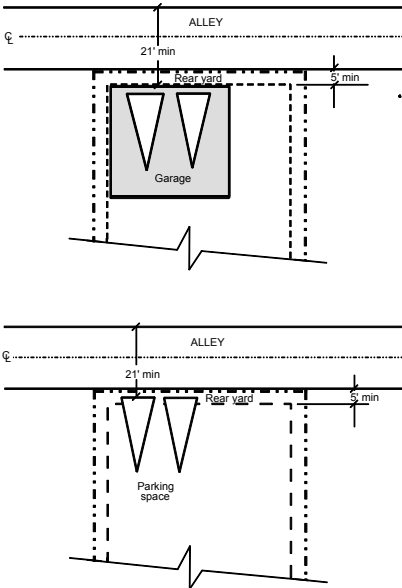 ALLEY
℄
21' min
Rear yard
5' min
Garage
ALLEY
℄
21' min
Rear yard
5' min
Parking
space